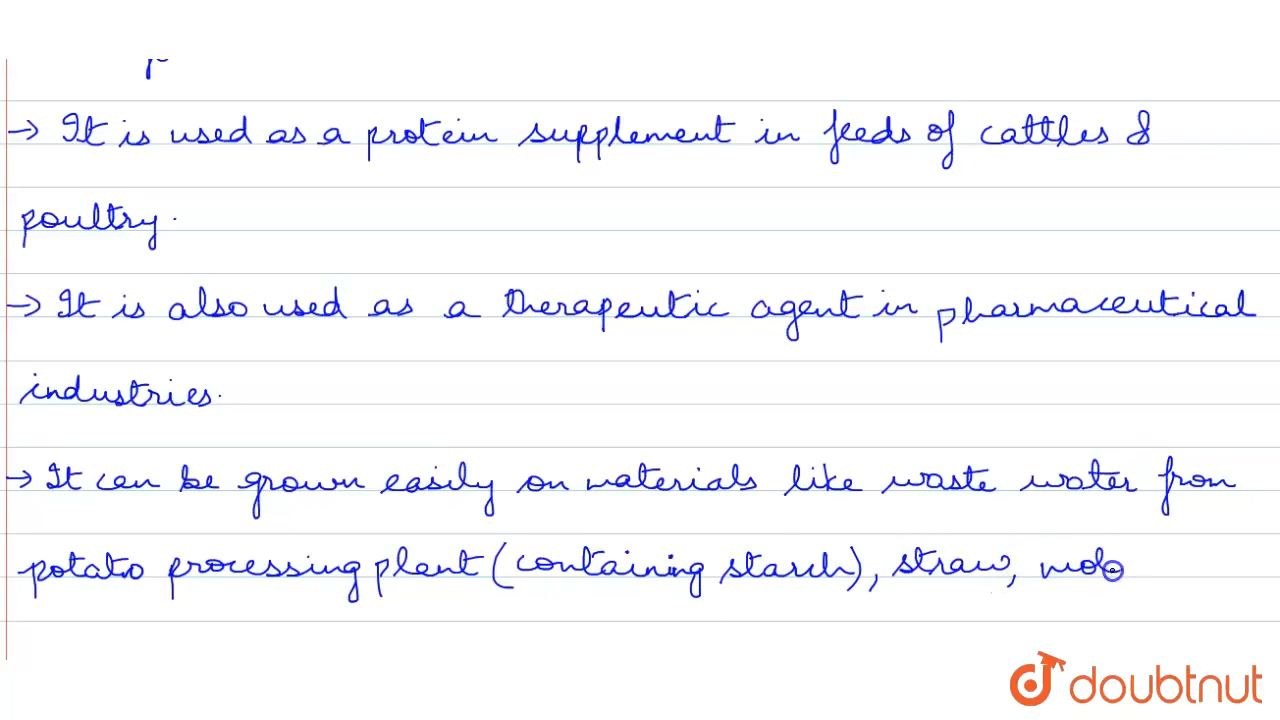 → It is used as a protein supplement in feeds of cattles &
poultry.
→ It is also used as a therapeutic agent in pharmaceutical
industries.
→ It can be grown easily on materials like waste water from
potato processing plant (containing starch), straw,
doubtnut